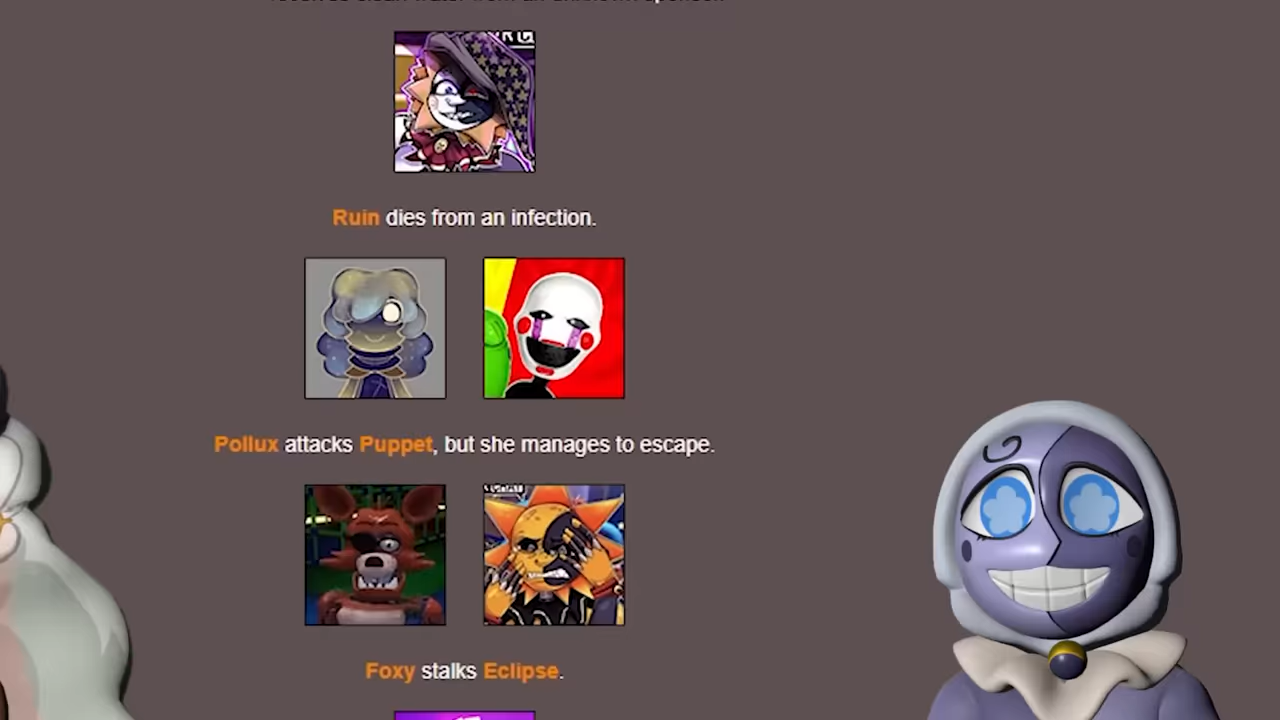 Ruin dies from an infection.
Pollux attacks Puppet, but she manages to escape.
Foxy stalks Eclipse.